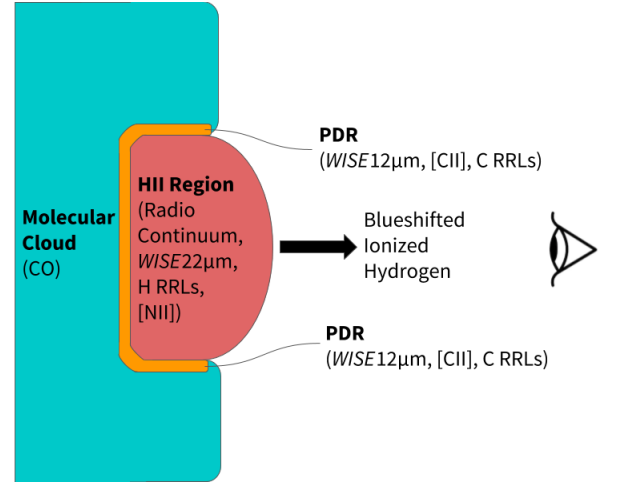 Molecular
Cloud
(CO)
HII Region
(Radio
Continuum,
WISE22μm,
H RRLs,
[NII])
PDR
(WISE12μm, [CII], C RRLs)
Blueshifted
Ionized
Hydrogen
PDR
(WISE12μm, [CII], C RRLs)